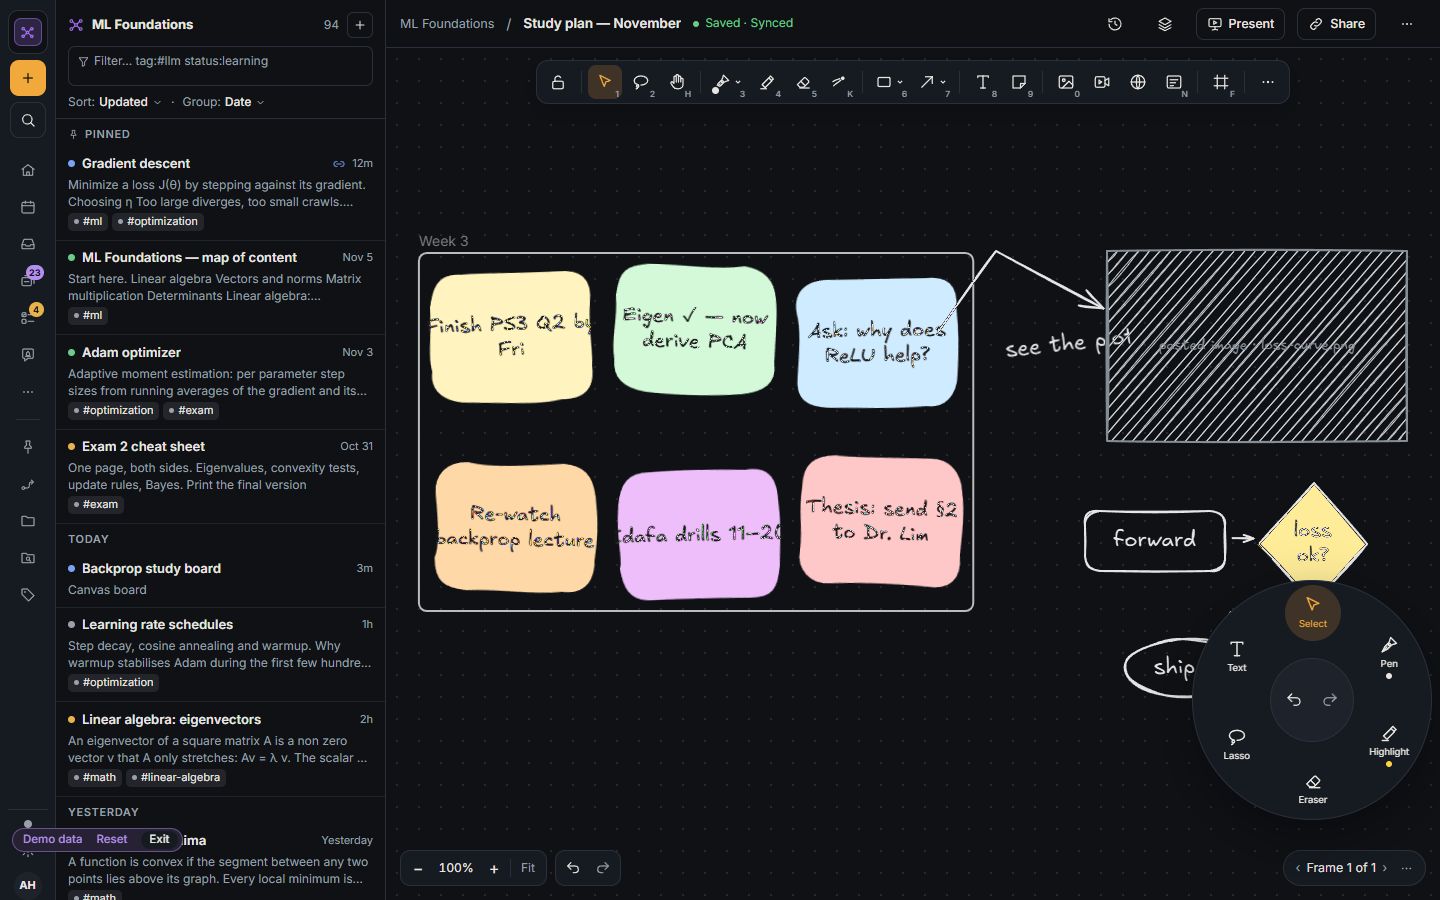 ML Foundations 94
Filter... tag:#llm status:learning
Sort: Updated · Group: Date
PINNED
Gradient descent 12m
Minimize a loss J(θ) by stepping against its gradient.
Choosing η Too large diverges, too small crawls....
#ml #optimization
ML Foundations — map of content Nov 5
Start here. Linear algebra Vectors and norms Matrix
multiplication Determinants Linear algebra:...
#ml
Adam optimizer Nov 3
Adaptive moment estimation: per parameter step
sizes from running averages of the gradient and its...
#optimization #exam
Exam 2 cheat sheet Oct 31
One page, both sides. Eigenvalues, convexity tests,
update rules, Bayes. Print the final version
#exam
TODAY
Backprop study board 3m
Canvas board
Learning rate schedules 1h
Step decay, cosine annealing and warmup. Why
warmup stabilises Adam during the first few hundre...
#optimization
Linear algebra: eigenvectors 2h
An eigenvector of a square matrix A is a non zero
vector v that A only stretches: Av = λ v. The scalar ...
#math #linear-algebra
YESTERDAY
ima Yesterday
A function is convex if the segment between any two
points lies above its graph. Every local minimum is...
#math
23
4
Demo data Reset Exit
AH
ML Foundations / Study plan — November Saved · Synced
Present Share
1 2 H 3 4 5 K 6 7 8 9 0 N F
Week 3
Finish PS3 Q2 by
Fri
Eigen ✓ — now
derive PCA
Ask: why does
ReLU help?
Re-watch
backprop lecture
drills 11–20
Thesis: send §2
to Dr. Lim
see the plot
pasted image · loss-curve.png
forward
loss
ok?
ship
Select
Text
Pen
Lasso
Highlight
Eraser
− 100% + Fit
Frame 1 of 1